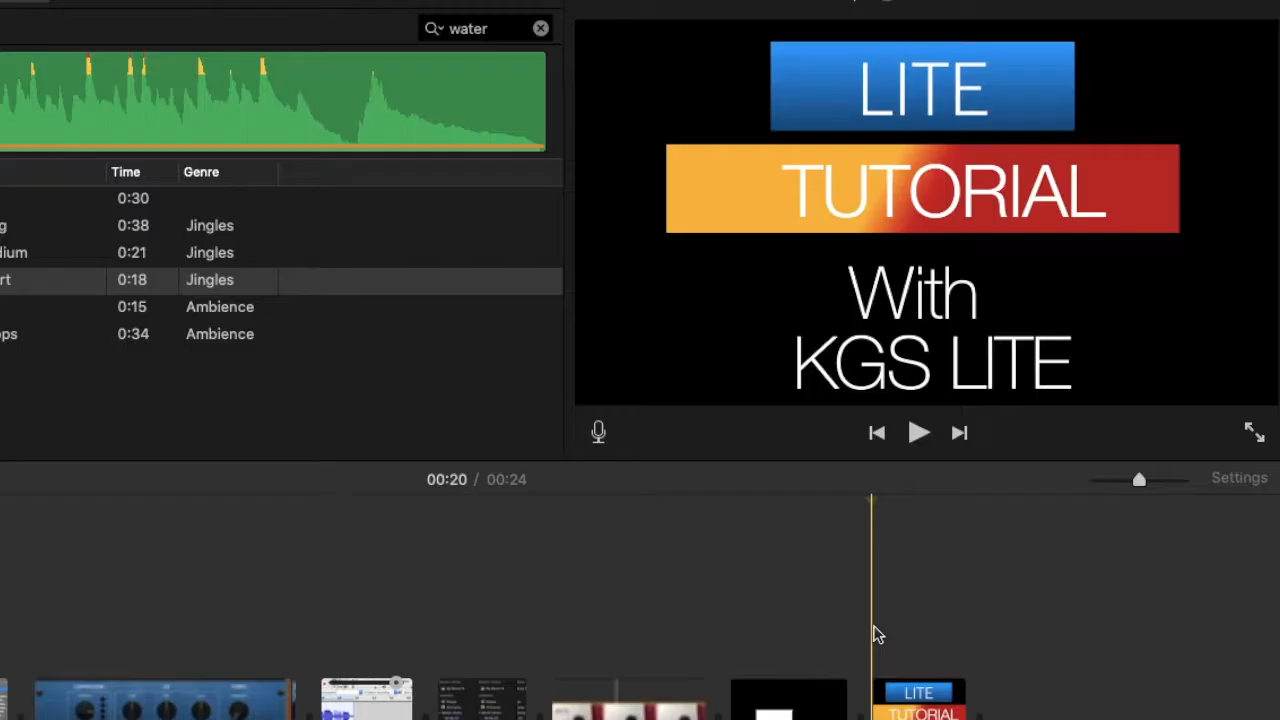 water
LITE
TUTORIAL
With
KGS LITE
Time
Genre
0:30
g
0:38
Jingles
dium
0:21
Jingles
rt
0:18
Jingles
0:15
Ambience
ops
0:34
Ambience
00:20 / 00:24
Settings
LITE
TUTORIAL